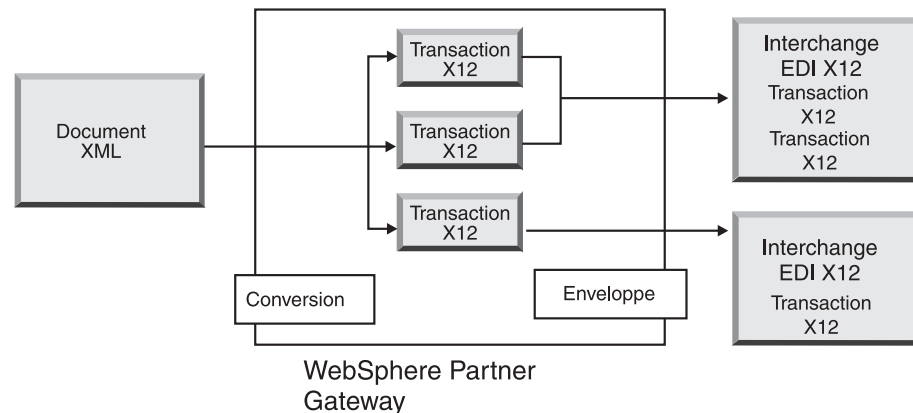 Document
XML
Transaction
X12
Transaction
X12
Transaction
X12
Conversion
Enveloppe
WebSphere Partner
Gateway
Interchange
EDI X12
Transaction
X12
Transaction
X12
Interchange
EDI X12
Transaction
X12